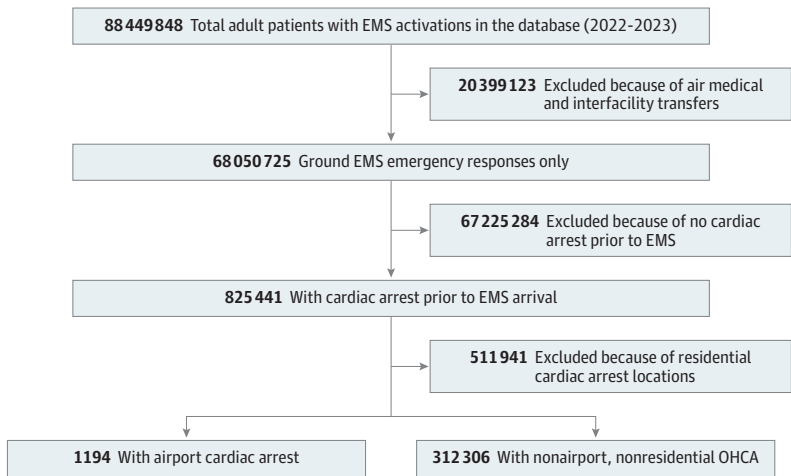 88 449 848 Total adult patients with EMS activations in the database (2022-2023)
20 399 123 Excluded because of air medical
and interfacility transfers
68 050 725 Ground EMS emergency responses only
67 225 284 Excluded because of no cardiac
arrest prior to EMS
825 441 With cardiac arrest prior to EMS arrival
511 941 Excluded because of residential
cardiac arrest locations
1194 With airport cardiac arrest
312 306 With nonairport, nonresidential OHCA